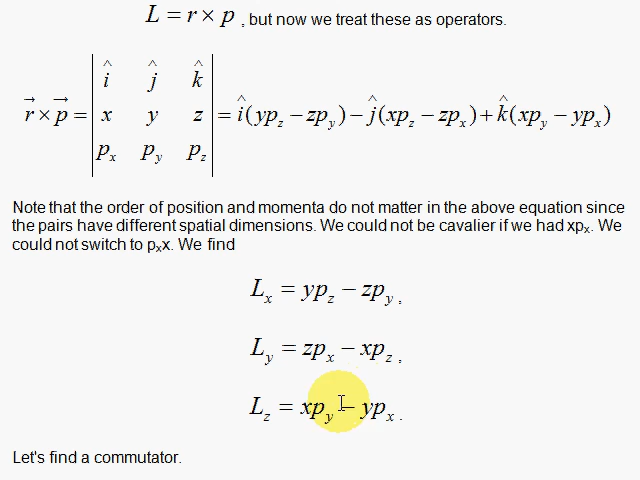 L = r × p , but now we treat these as operators.
î ĵ k̂
r⃗ × p⃗ = x y z = î(yp_z − zp_y) − ĵ(xp_z − zp_x) + k̂(xp_y − yp_x)
p_x p_y p_z
Note that the order of position and momenta do not matter in the above equation since
the pairs have different spatial dimensions. We could not be cavalier if we had xpₓ. We
could not switch to pₓx. We find
L_x = yp_z − zp_y ,
L_y = zp_x − xp_z ,
L_z = xp_y − yp_x .
Let's find a commutator.